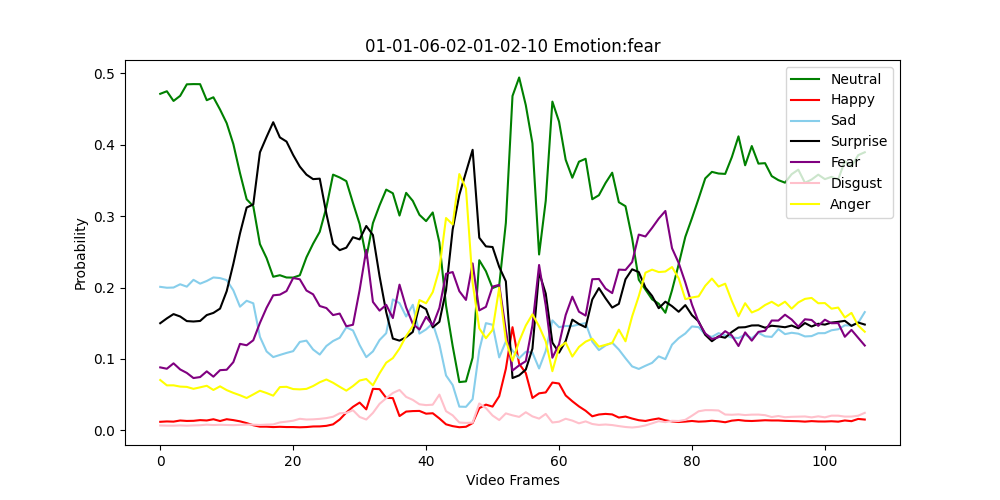 01-01-06-02-01-02-10 Emotion:fear
Probability
0.5
0.4
0.3
0.2
0.1
0.0
Neutral
Happy
Sad
Surprise
Fear
Disgust
Anger
0 20 40 60 80 100
Video Frames